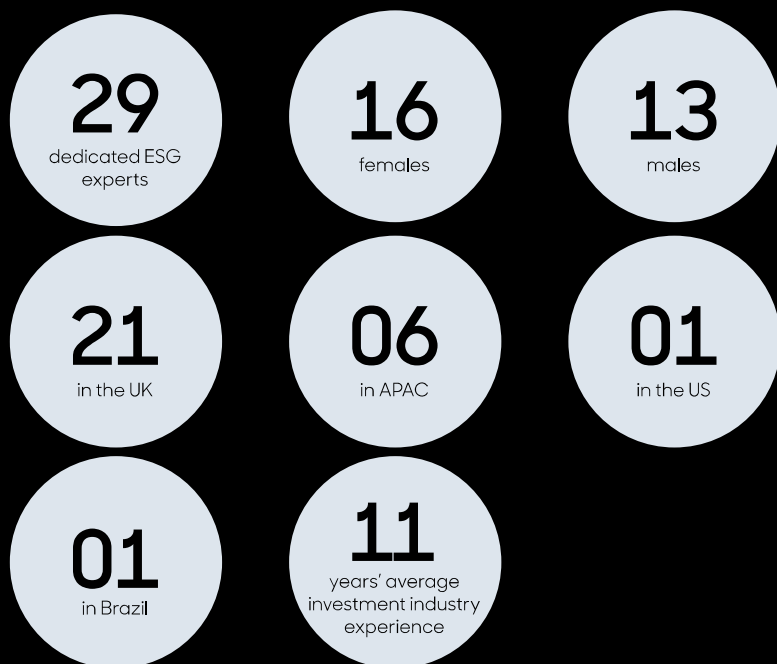 29
dedicated ESG
experts
16
females
13
males
21
in the UK
06
in APAC
01
in the US
01
in Brazil
11
years’ average
investment industry
experience